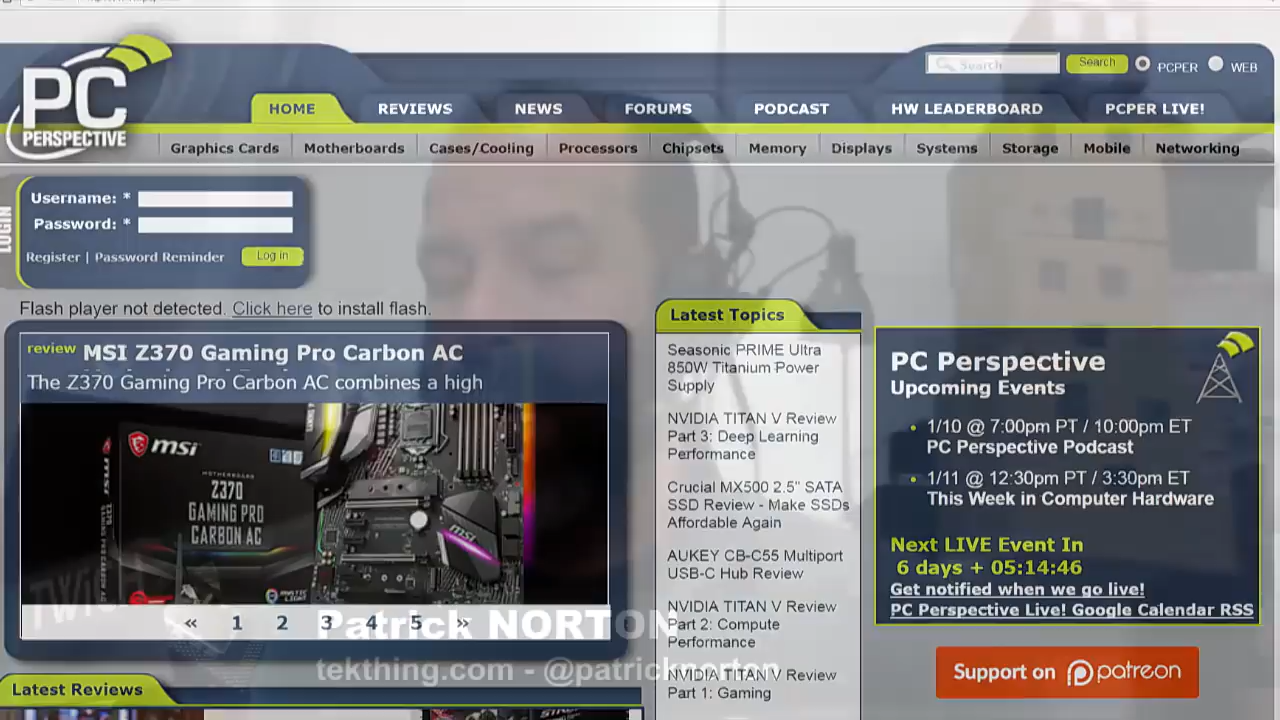 PC
PERSPECTIVE
Search
Search
PCPER
WEB
HOME
REVIEWS
NEWS
FORUMS
PODCAST
HW LEADERBOARD
PCPER LIVE!
Graphics Cards
Motherboards
Cases/Cooling
Processors
Chipsets
Memory
Displays
Systems
Storage
Mobile
Networking
LOGIN
Username: *
Password: *
Register | Password Reminder
Log in
Flash player not detected. Click here to install flash.
review MSI Z370 Gaming Pro Carbon AC
The Z370 Gaming Pro Carbon AC combines a high
msi
MOTHERBOARD
Z370
GAMING PRO
CARBON AC
msi
« 1 2 3 4 5 »
Latest Reviews
Latest Topics
Seasonic PRIME Ultra
850W Titanium Power
Supply
NVIDIA TITAN V Review
Part 3: Deep Learning
Performance
Crucial MX500 2.5" SATA
SSD Review - Make SSDs
Affordable Again
AUKEY CB-C55 Multiport
USB-C Hub Review
NVIDIA TITAN V Review
Part 2: Compute
Performance
NVIDIA TITAN V Review
Part 1: Gaming
PC Perspective
Upcoming Events
1/10 @ 7:00pm PT / 10:00pm ET
PC Perspective Podcast
1/11 @ 12:30pm PT / 3:30pm ET
This Week in Computer Hardware
Next LIVE Event In
6 days + 05:14:46
Get notified when we go live!
PC Perspective Live! Google Calendar RSS
Support on patreon
Patrick NORTON
tekthing.com - @patricknorton